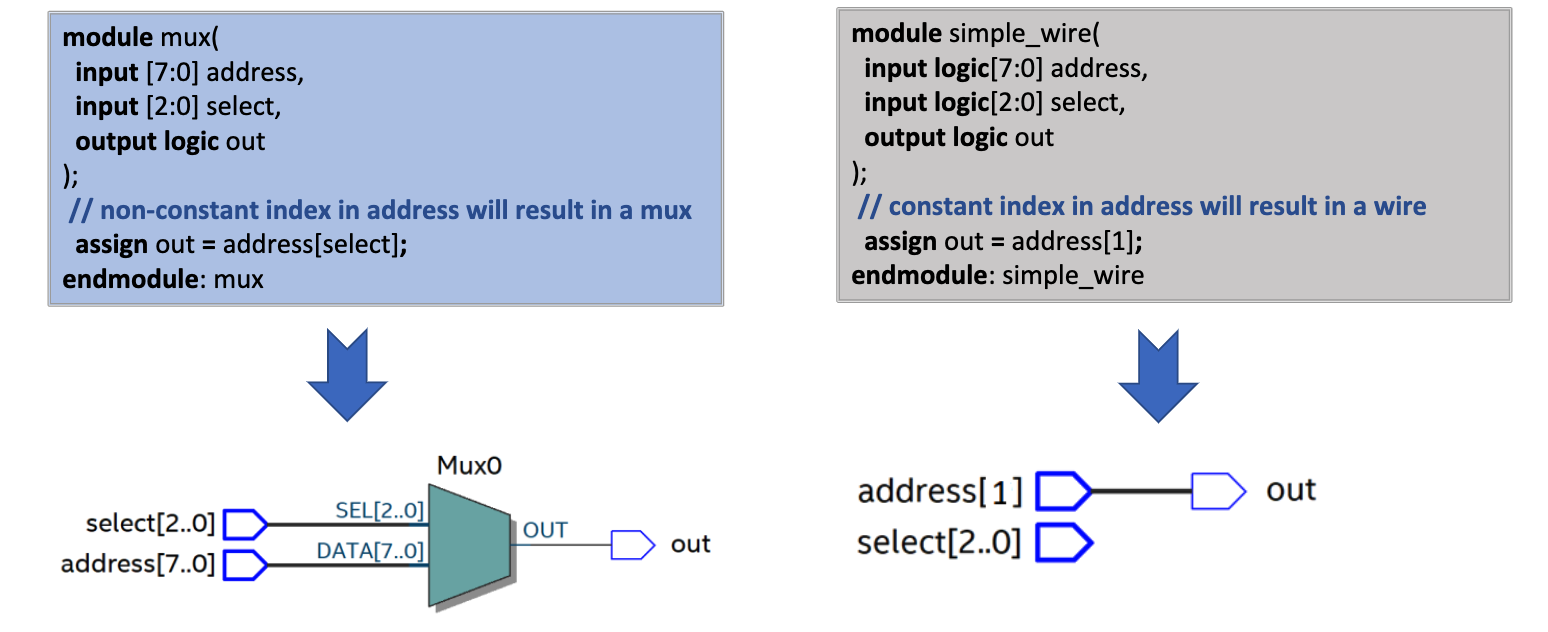 module mux(
input [7:0] address,
input [2:0] select,
output logic out
);
// non-constant index in address will result in a mux
assign out = address[select];
endmodule: mux
module simple_wire(
input logic[7:0] address,
input logic[2:0] select,
output logic out
);
// constant index in address will result in a wire
assign out = address[1];
endmodule: simple_wire
Mux0
select[2..0]
SEL[2..0]
address[7..0]
DATA[7..0]
OUT
out
address[1]
out
select[2..0]